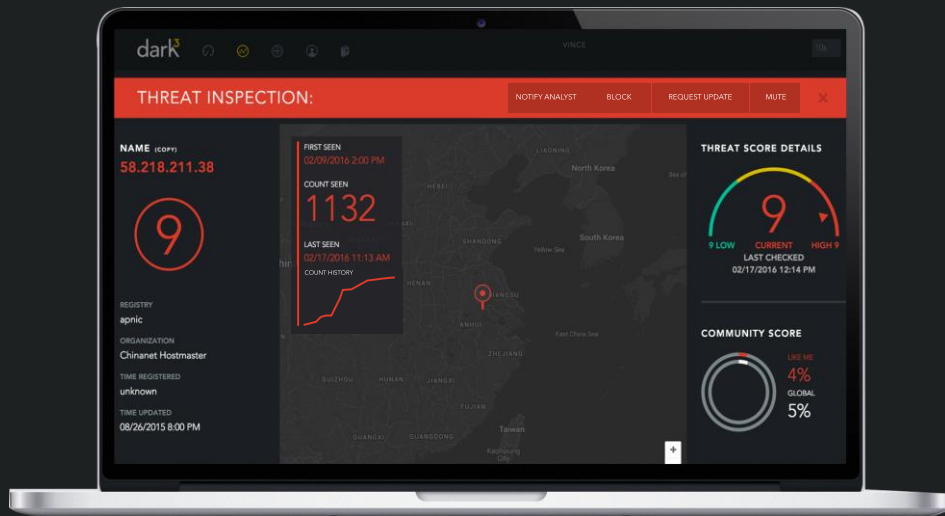 dark3
VINCE
THREAT INSPECTION:
NOTIFY ANALYST
BLOCK
REQUEST UPDATE
MUTE
NAME (COPY)
58.218.211.38
9
REGISTRY
apnic
ORGANIZATION
Chinanet Hostmaster
TIME REGISTERED
unknown
TIME UPDATED
08/26/2015 8:00 PM
FIRST SEEN
02/09/2016 2:00 PM
COUNT SEEN
1132
LAST SEEN
02/17/2016 11:13 AM
COUNT HISTORY
LIAONING
North Korea
HEBEI
SHANDONG
South Korea
Yellow Sea
HENAN
JIANGSU
ANHUI
East China Sea
ZHEJIANG
GUIZHOU
HUNAN
JIANGXI
FUJIAN
Taiwan
GUANGXI
GUANGDONG
Kaohsiung
City
+
THREAT SCORE DETAILS
9
9 LOW
CURRENT
HIGH 9
LAST CHECKED
02/17/2016 12:14 PM
COMMUNITY SCORE
LIKE ME
4%
GLOBAL
5%